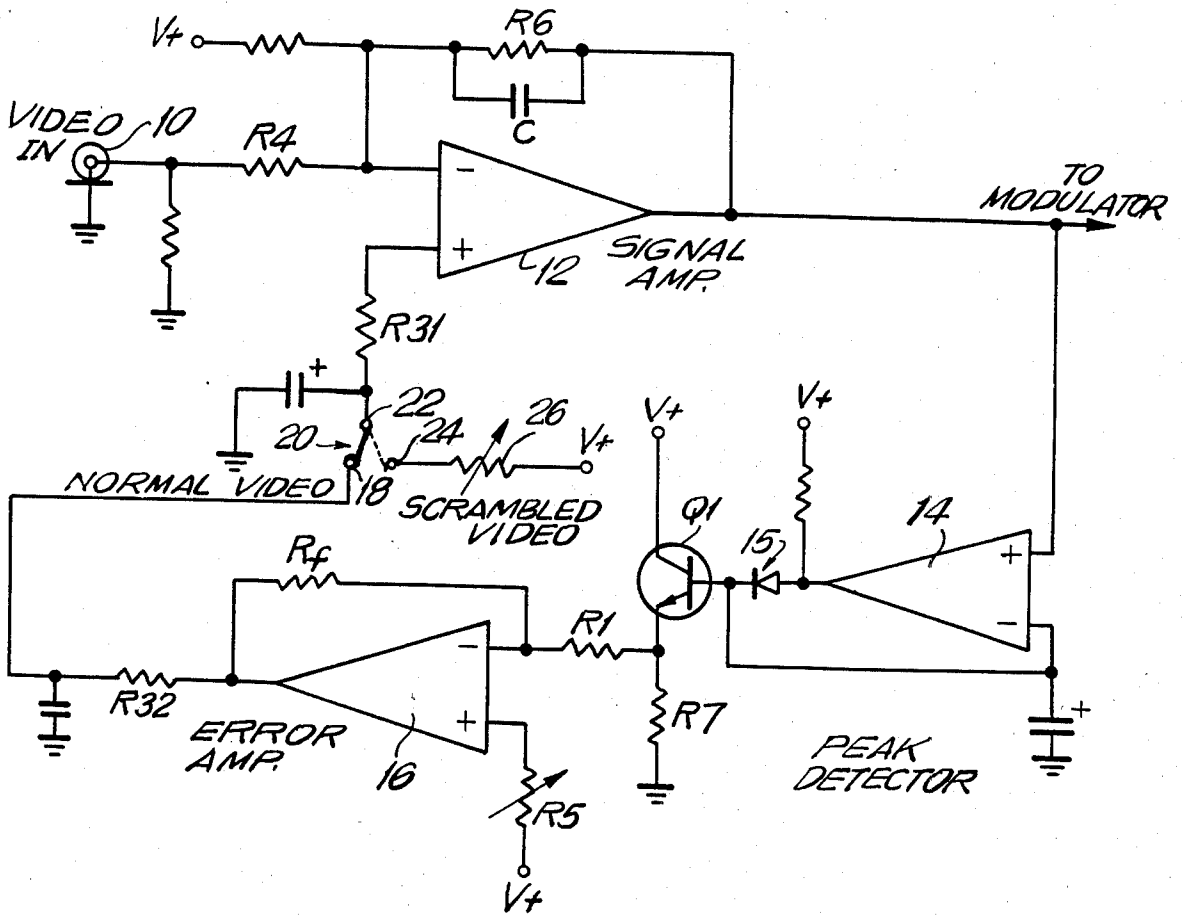 V+
R6
C
VIDEO
IN
10
R4
TO
MODULATOR
−
+
12
SIGNAL
AMP.
R31
+
22
20
24
26
V+
18
NORMAL VIDEO
SCRAMBLED
VIDEO
V+
V+
Q1
15
14
+
−
Rf
R1
−
+
R32
ERROR
AMP.
16
R7
R5
V+
+
PEAK
DETECTOR